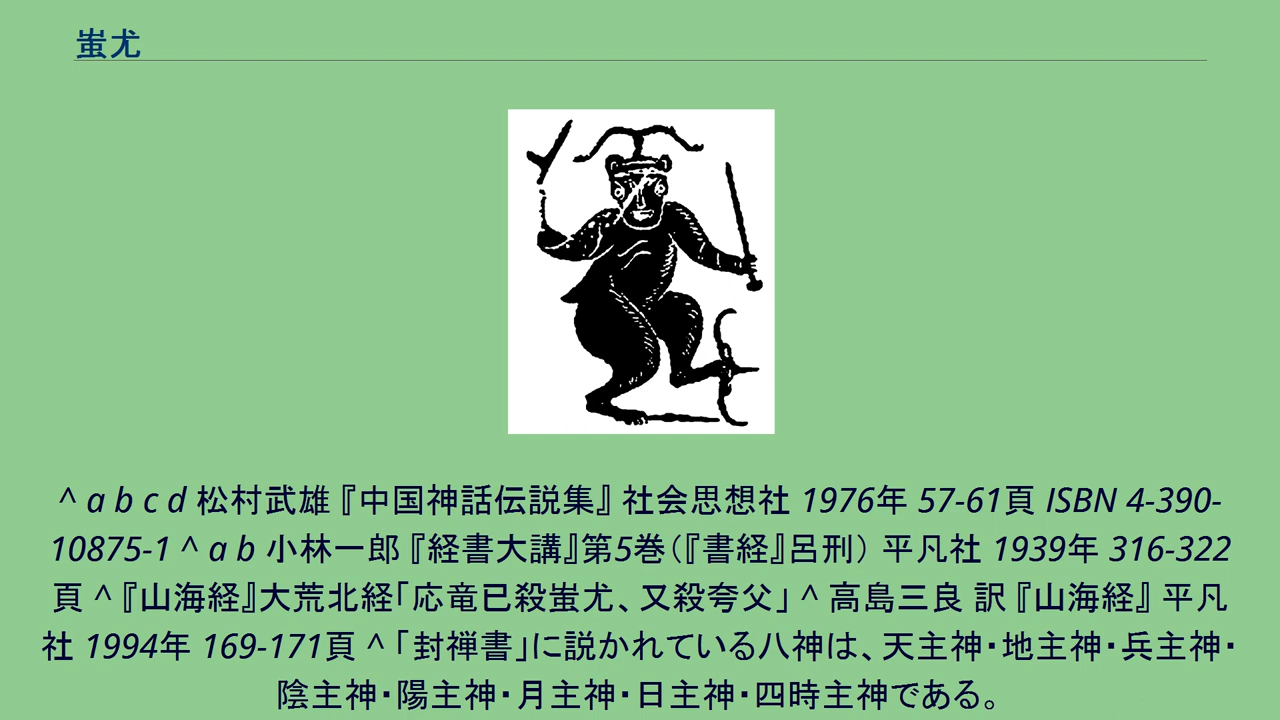 蚩尤
^ a b c d 松村武雄『中国神話伝説集』 社会思想社 1976年 57-61頁 ISBN 4-390-
10875-1 ^ a b 小林一郎『経書大講』第5巻(『書経』呂刑) 平凡社 1939年 316-322
頁 ^『山海経』大荒北経「応竜已殺蚩尤、又殺夸父」 ^ 高島三良 訳『山海経』 平凡
社 1994年 169-171頁 ^「封禅書」に説かれている八神は、天主神・地主神・兵主神・
陰主神・陽主神・月主神・日主神・四時主神である。